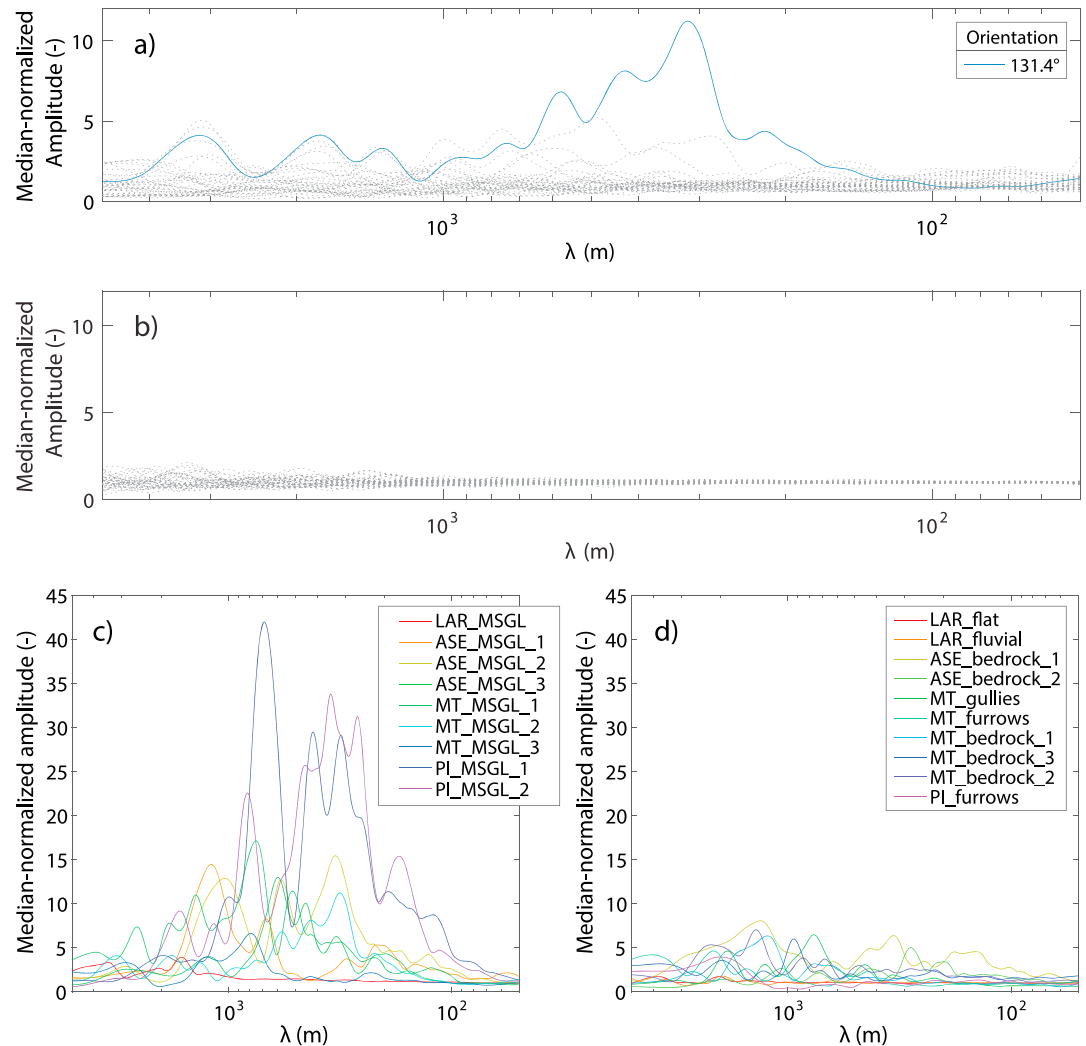 a)
Median-normalized
Amplitude (-)
10
5
0
Orientation
131.4°
10³
10²
λ (m)
b)
Median-normalized
Amplitude (-)
10
5
0
10³
10²
λ (m)
c)
Median-normalized amplitude (-)
45
40
35
30
25
20
15
10
5
0
LAR_MSGL
ASE_MSGL_1
ASE_MSGL_2
ASE_MSGL_3
MT_MSGL_1
MT_MSGL_2
MT_MSGL_3
PI_MSGL_1
PI_MSGL_2
10³
10²
λ (m)
d)
Median-normalized amplitude (-)
45
40
35
30
25
20
15
10
5
0
LAR_flat
LAR_fluvial
ASE_bedrock_1
ASE_bedrock_2
MT_gullies
MT_furrows
MT_bedrock_1
MT_bedrock_3
MT_bedrock_2
PI_furrows
10³
10²
λ (m)